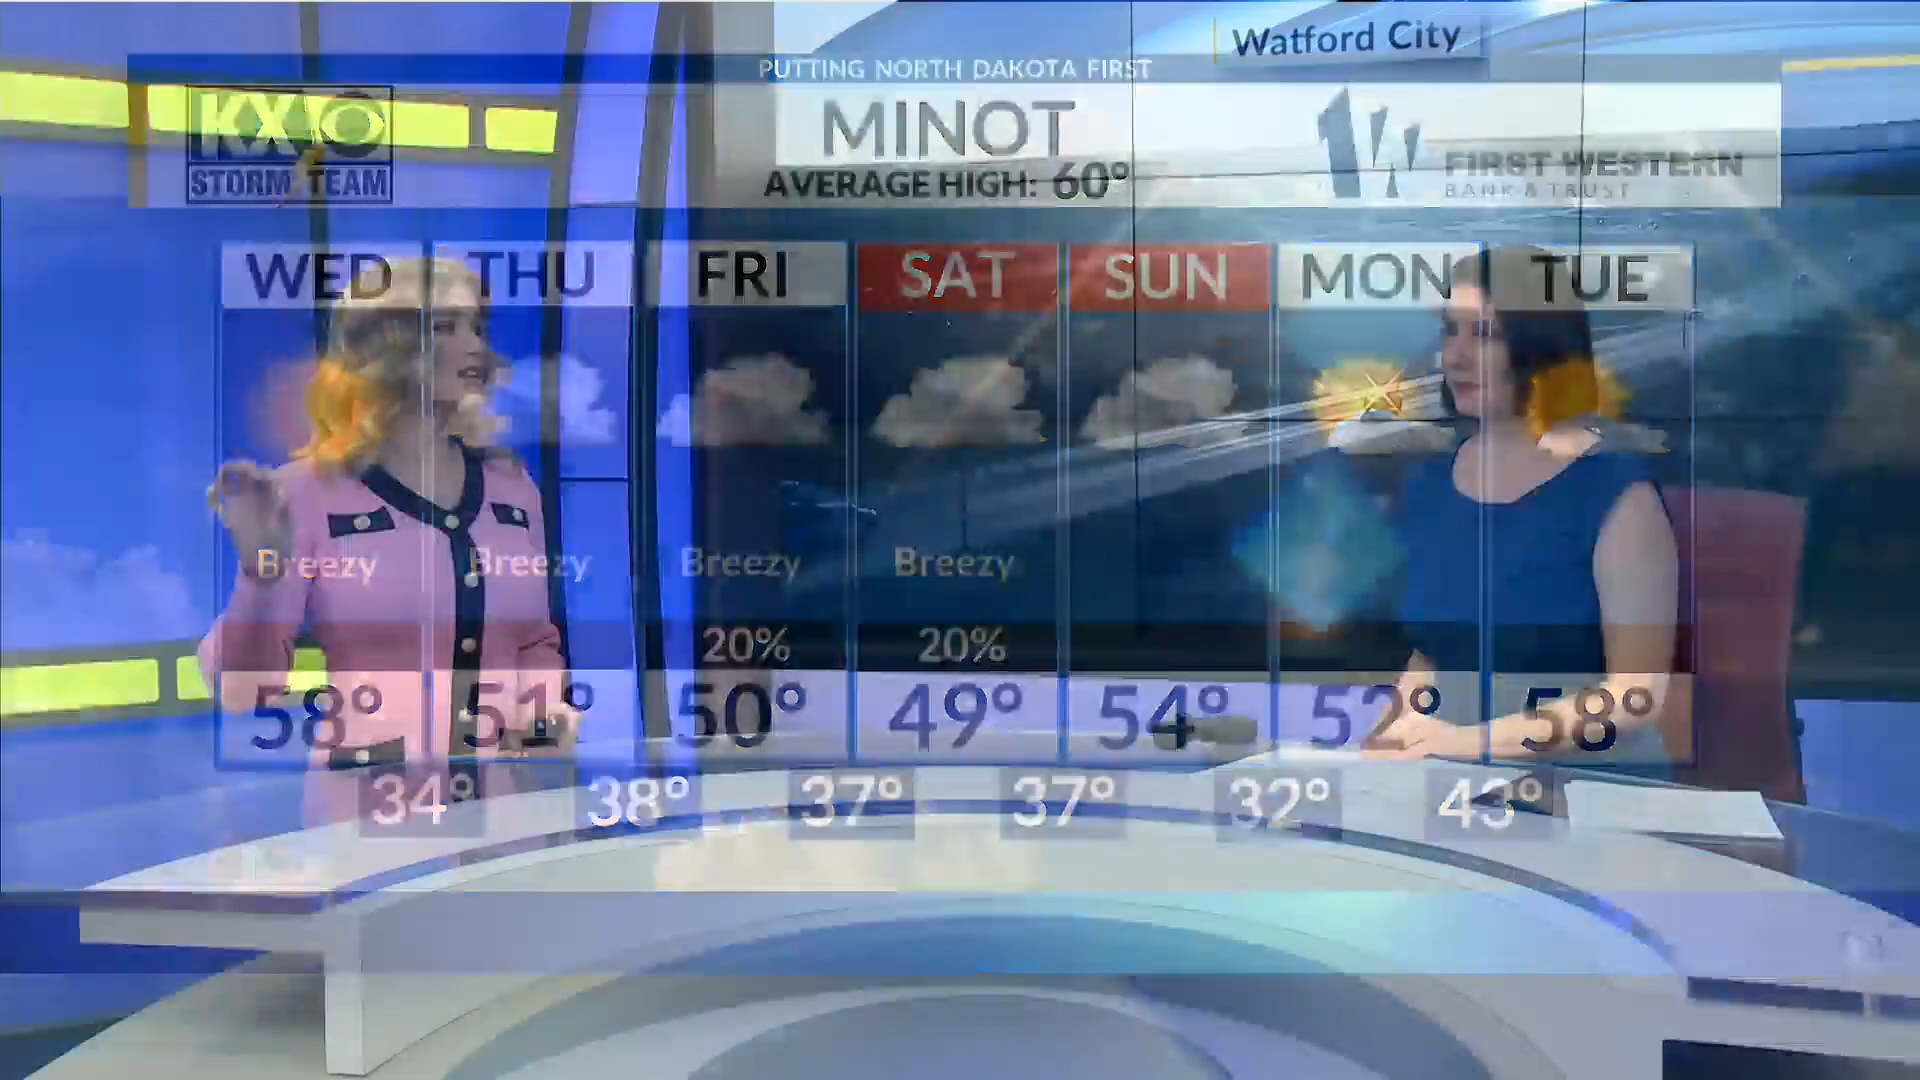 Watford City
PUTTING NORTH DAKOTA FIRST
KX
STORM TEAM
MINOT
AVERAGE HIGH: 60°
FIRST WESTERN
BANK & TRUST
WED THU FRI SAT SUN MON TUE
Breezy Breezy Breezy Breezy
20% 20%
58° 51° 50° 49° 54° 52° 58°
34° 38° 37° 37° 32° 43°